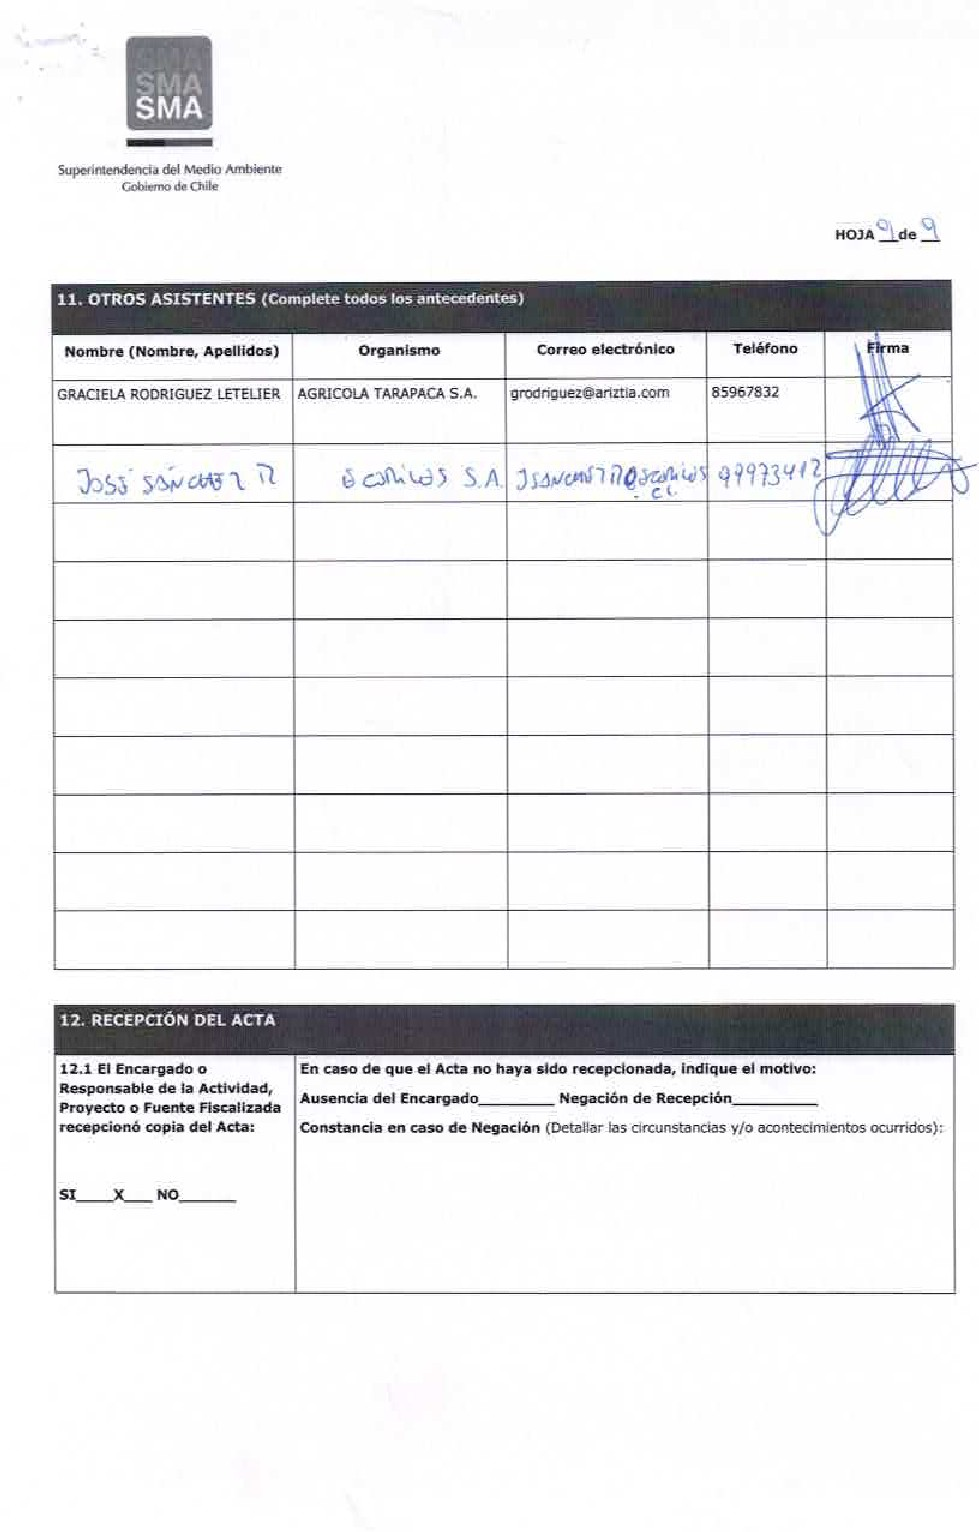 SMA
SMA
SMA
Superintendencia del Medio Ambiente
Gobierno de Chile
HOJA 9 de 9
11. OTROS ASISTENTES (Complete todos los antecedentes)
Nombre (Nombre, Apellidos) Organismo Correo electrónico Teléfono Firma
GRACIELA RODRIGUEZ LETELIER AGRICOLA TARAPACA S.A. grodriguez@ariztia.com 85967832
JOSÉ SÁNCHEZ R S.A. 99973412
.CL
12. RECEPCIÓN DEL ACTA
12.1 El Encargado o
Responsable de la Actividad,
Proyecto o Fuente Fiscalizada
recepcionó copia del Acta:
SI____X___ NO______
En caso de que el Acta no haya sido recepcionada, indique el motivo:
Ausencia del Encargado________ Negación de Recepción_________
Constancia en caso de Negación (Detallar las circunstancias y/o acontecimientos ocurridos):